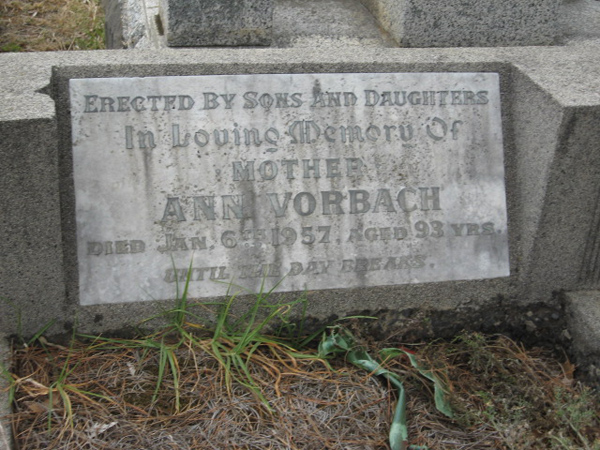 Erected By Sons And Daughters
In Loving Memory Of
MOTHER
ANN VORBACH
Died Jan. 6th 1957, Aged 93 Yrs.
Until The Day Breaks.